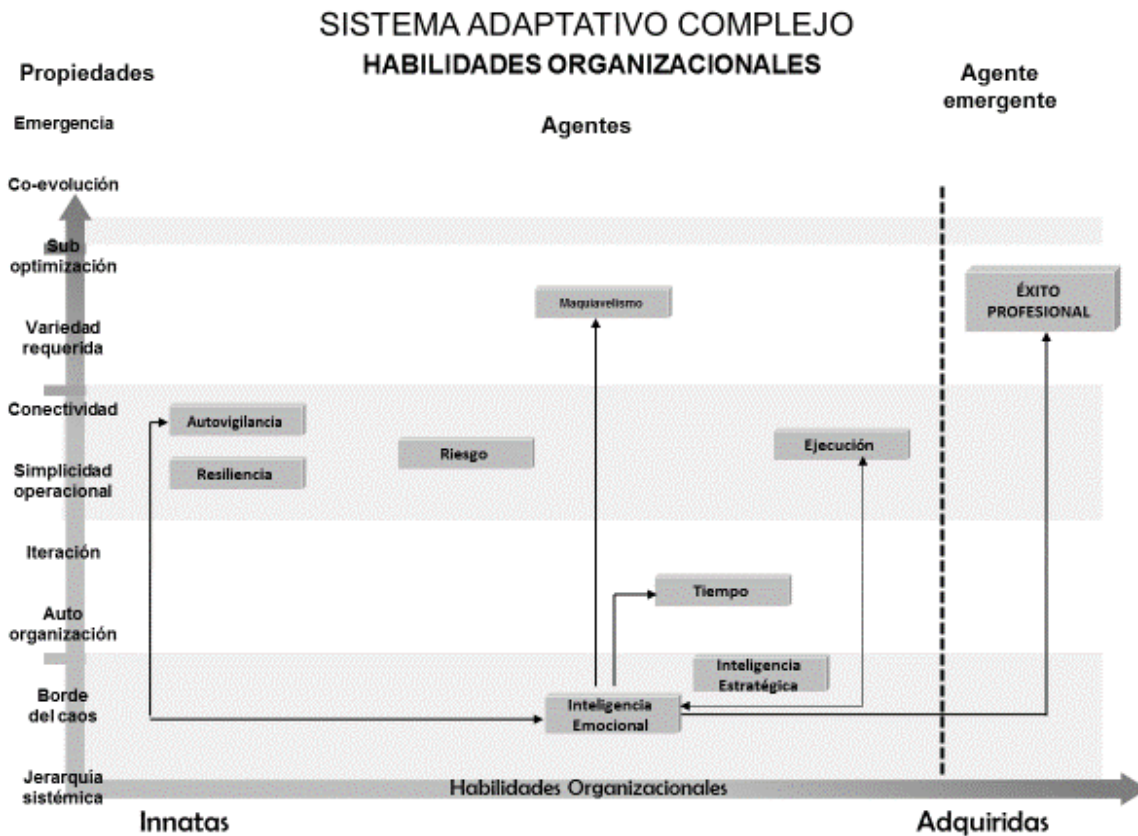 SISTEMA ADAPTATIVO COMPLEJO
HABILIDADES ORGANIZACIONALES
Propiedades
Agente
emergente
Emergencia
Agentes
Co-evolución
Sub
optimización
Maquiavelismo
ÉXITO
PROFESIONAL
Variedad
requerida
Conectividad
Autovigilancia
Riesgo
Ejecución
Simplicidad
operacional
Resiliencia
Iteración
Tiempo
Auto
organización
Inteligencia
Estratégica
Borde
del caos
Inteligencia
Emocional
Jerarquía
sistémica
Habilidades Organizacionales
Innatas
Adquiridas